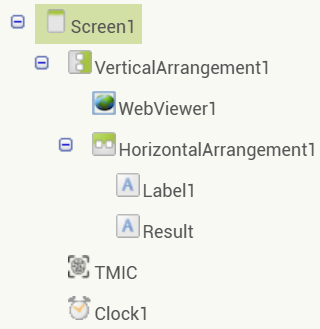 Screen1
VerticalArrangement1
WebViewer1
HorizontalArrangement1
A Label1
A Result
TMIC
Clock1